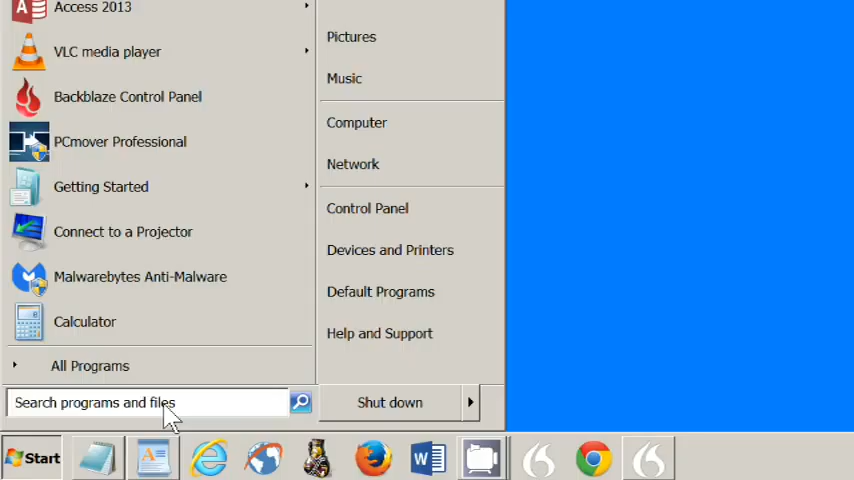 Access 2013
VLC media player
Backblaze Control Panel
PCmover Professional
Getting Started
Connect to a Projector
Malwarebytes Anti-Malware
Calculator
All Programs
Search programs and files
Pictures
Music
Computer
Network
Control Panel
Devices and Printers
Default Programs
Help and Support
Shut down
Start